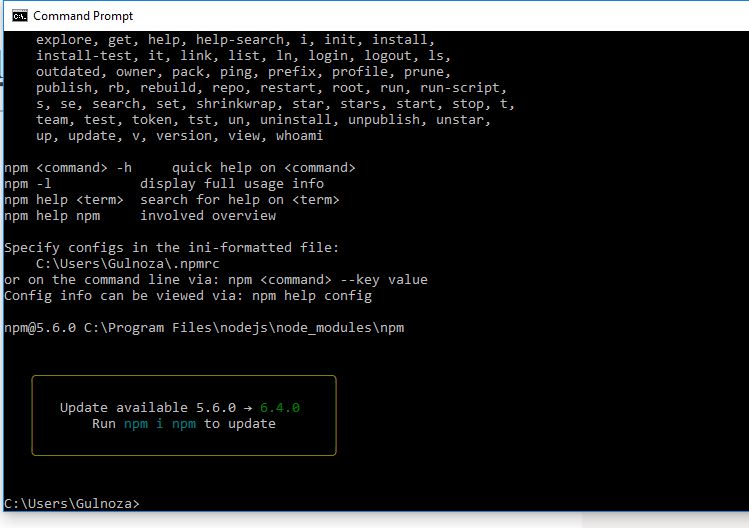 Command Prompt
explore, get, help, help-search, i, init, install,
install-test, it, link, list, ln, login, logout, ls,
outdated, owner, pack, ping, prefix, profile, prune,
publish, rb, rebuild, repo, restart, root, run, run-script,
s, se, search, set, shrinkwrap, star, stars, start, stop, t,
team, test, token, tst, un, uninstall, unpublish, unstar,
up, update, v, version, view, whoami
npm <command> -h     quick help on <command>
npm -l           display full usage info
npm help <term>  search for help on <term>
npm help npm     involved overview
Specify configs in the ini-formatted file:
C:\Users\Gulnoza\.npmrc
or on the command line via: npm <command> --key value
Config info can be viewed via: npm help config
npm@5.6.0 C:\Program Files\nodejs\node_modules\npm
Update available 5.6.0 → 6.4.0
Run npm i npm to update
C:\Users\Gulnoza>